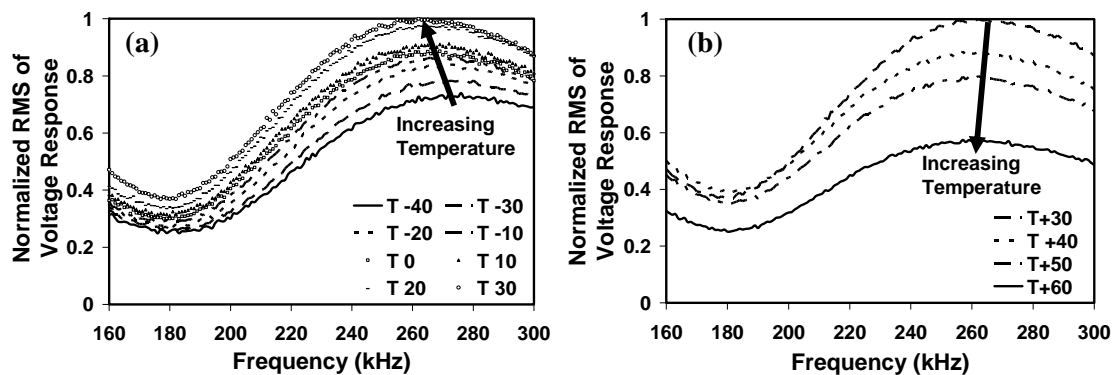 (a)
Normalized RMS of
Voltage Response
1
0.8
0.6
0.4
0.2
0
Increasing
Temperature
T -40
T -30
T -20
T -10
T 0
T 10
T 20
T 30
160 180 200 220 240 260 280 300
Frequency (kHz)
(b)
Normalized RMS of
Voltage Response
1
0.8
0.6
0.4
0.2
0
Increasing
Temperature
T+30
T +40
T+50
T+60
160 180 200 220 240 260 280 300
Frequency (kHz)